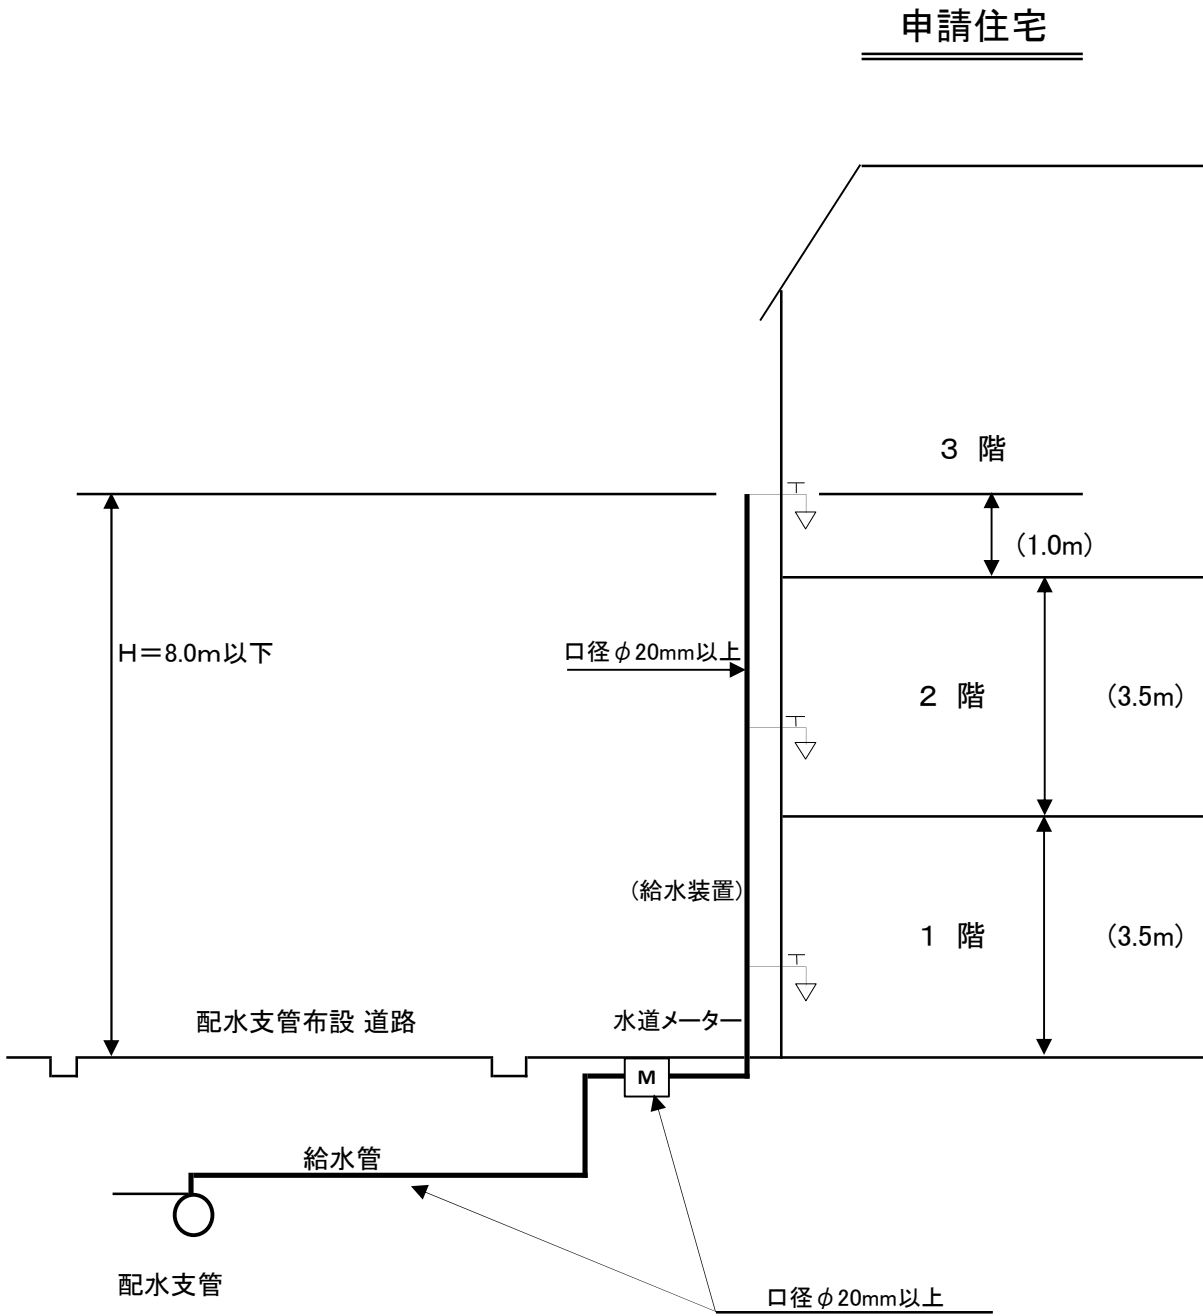 申請住宅
3 階
(1.0m)
H=8.0m以下
口径φ20mm以上
2 階
(3.5m)
(給水装置)
1 階
(3.5m)
配水支管布設 道路
水道メーター
M
給水管
配水支管
口径φ20mm以上